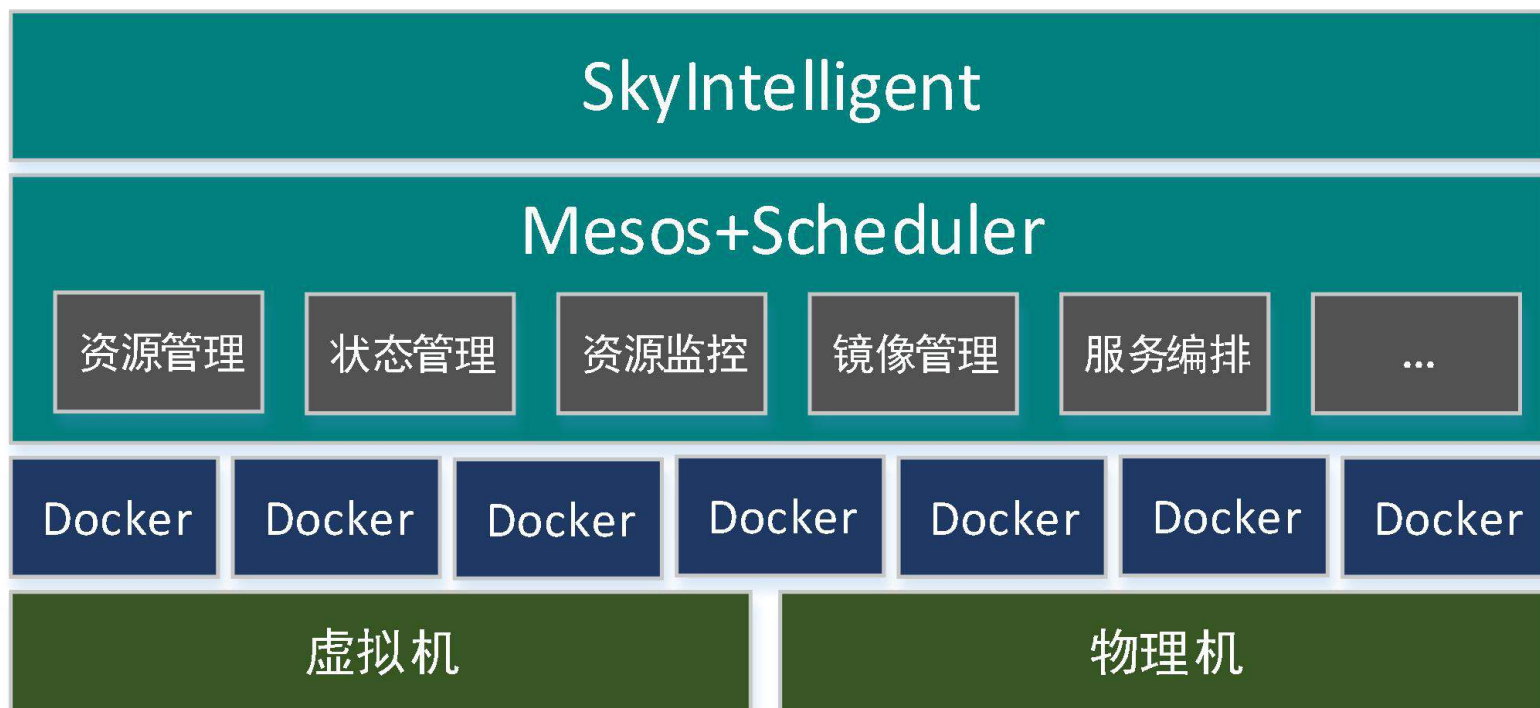 SkyIntelligent
Mesos+Scheduler
资源管理 状态管理 资源监控 镜像管理 服务编排 ...
Docker Docker Docker Docker Docker Docker Docker
虚拟机 物理机